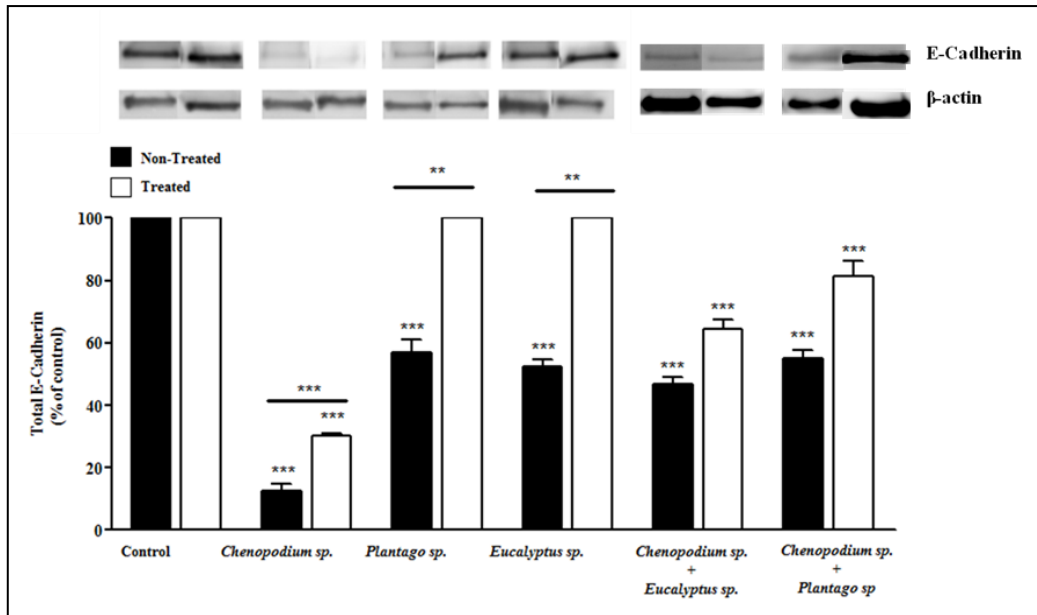 E-Cadherin
β-actin
Non-Treated
Treated
** **
100
80
60
40
20
0
Total E-Cadherin
(% of control)
***
***
***
***
***
***
***
***
***
Control
Chenopodium sp.
Plantago sp.
Eucalyptus sp.
Chenopodium sp.
+
Eucalyptus sp.
Chenopodium sp.
+
Plantago sp